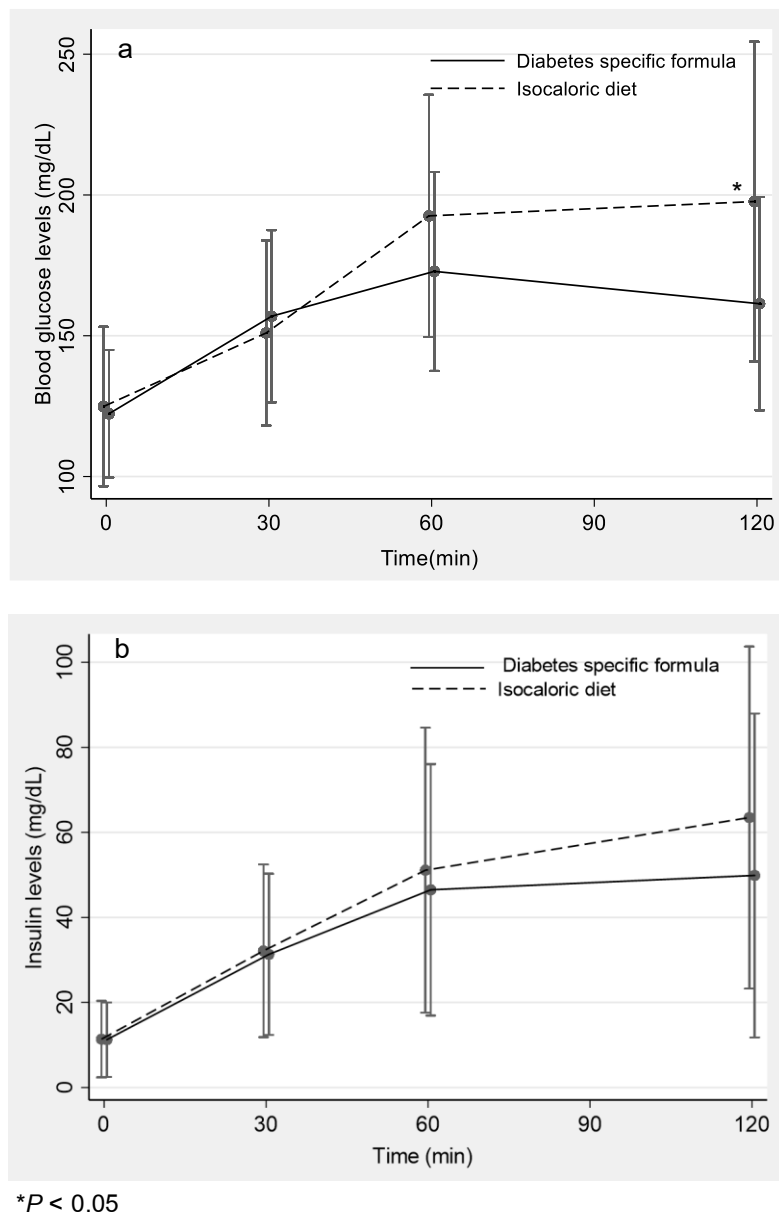 a
Diabetes specific formula
Isocaloric diet
250
200
150
100
*
Blood glucose levels (mg/dL)
0 30 60 90 120
Time(min)
b
Diabetes specific formula
Isocaloric diet
100
80
60
40
20
0
Insulin levels (mg/dL)
0 30 60 90 120
Time (min)
*P < 0.05